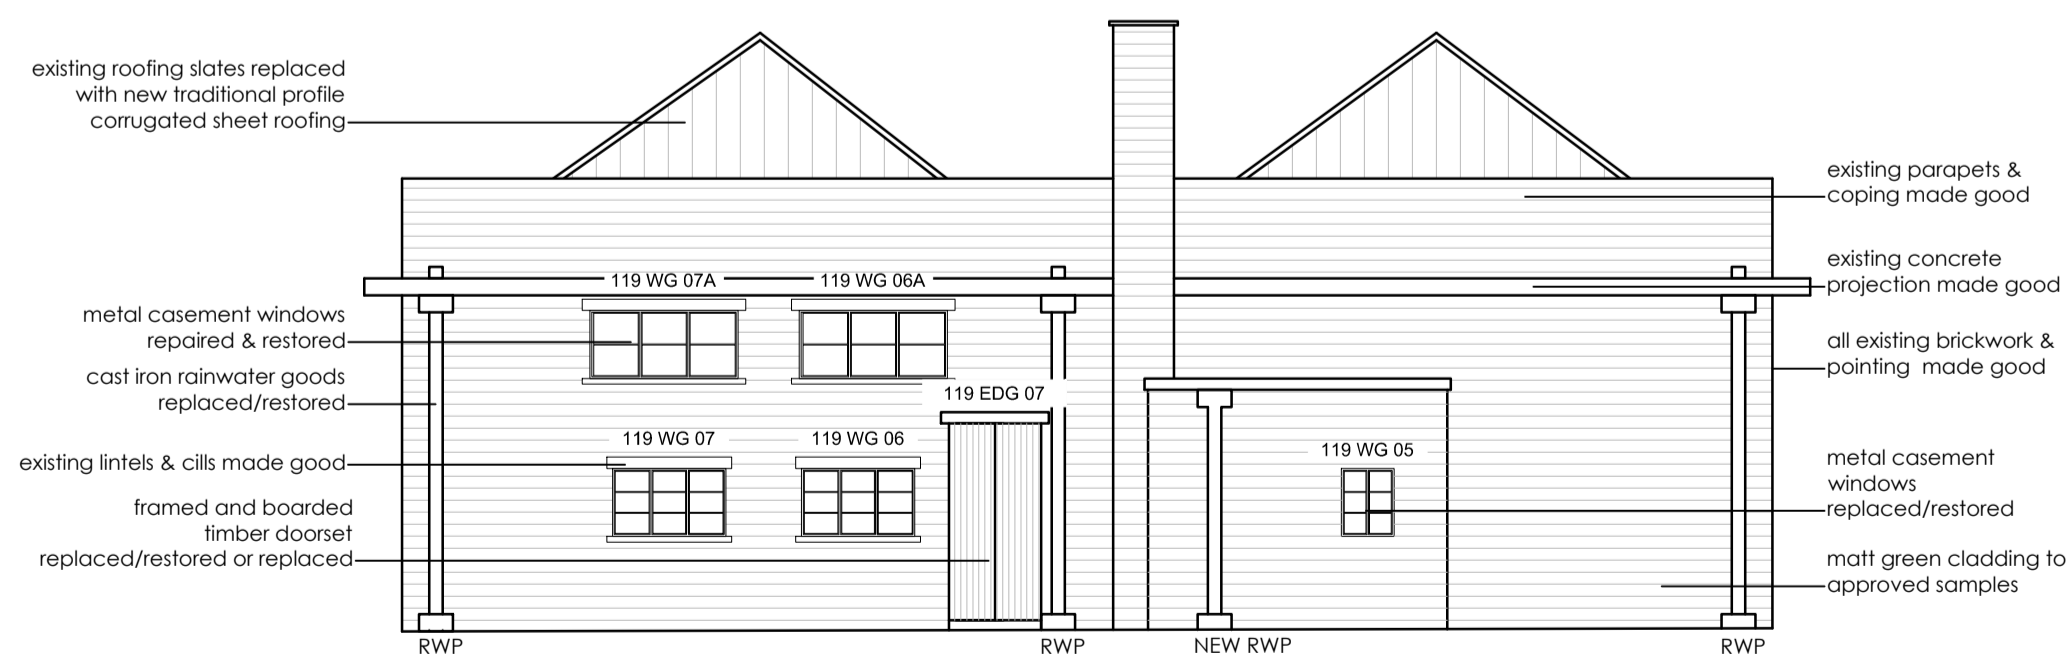 existing roofing slates replaced
with new traditional profile
corrugated sheet roofing
metal casement windows
repaired & restored
cast iron rainwater goods
replaced/restored
existing lintels & cills made good
framed and boarded
timber doorset
replaced/restored or replaced
119 WG 07A
119 WG 06A
119 EDG 07
119 WG 07
119 WG 06
119 WG 05
existing parapets &
coping made good
existing concrete
projection made good
all existing brickwork &
pointing made good
metal casement
windows
replaced/restored
matt green cladding to
approved samples
RWP
RWP
NEW RWP
RWP